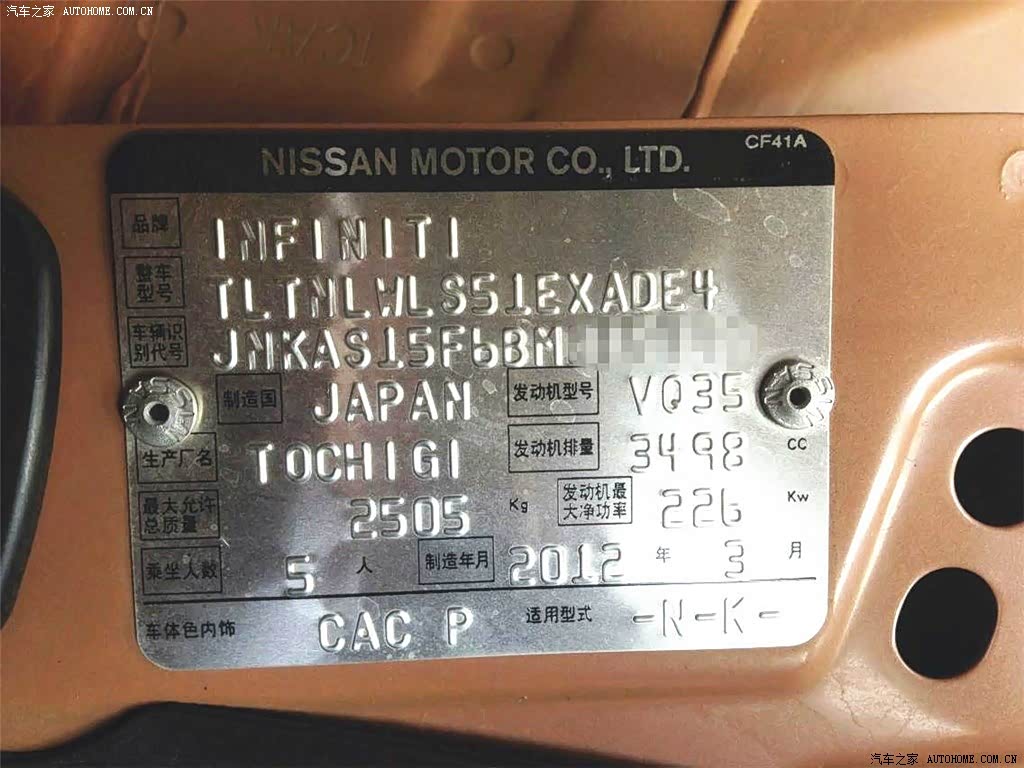 汽车之家 AUTOHOME.COM.CN
CF41A
NISSAN MOTOR CO., LTD.
品牌 INFINITI
整车型号 TLTNLWLS51EXADE4
车辆识别代号 JNKAS15F6BM
制造国 JAPAN 发动机型号 VQ35
生产厂名 TOCHIGI 发动机排量 3498 CC
最大允许总质量 2505 Kg 发动机最大净功率 226 Kw
乘坐人数 5 人 制造年月 2012 年 3 月
车体色内饰 CAC P 适用型式 -N-K-
汽车之家 AUTOHOME.COM.CN